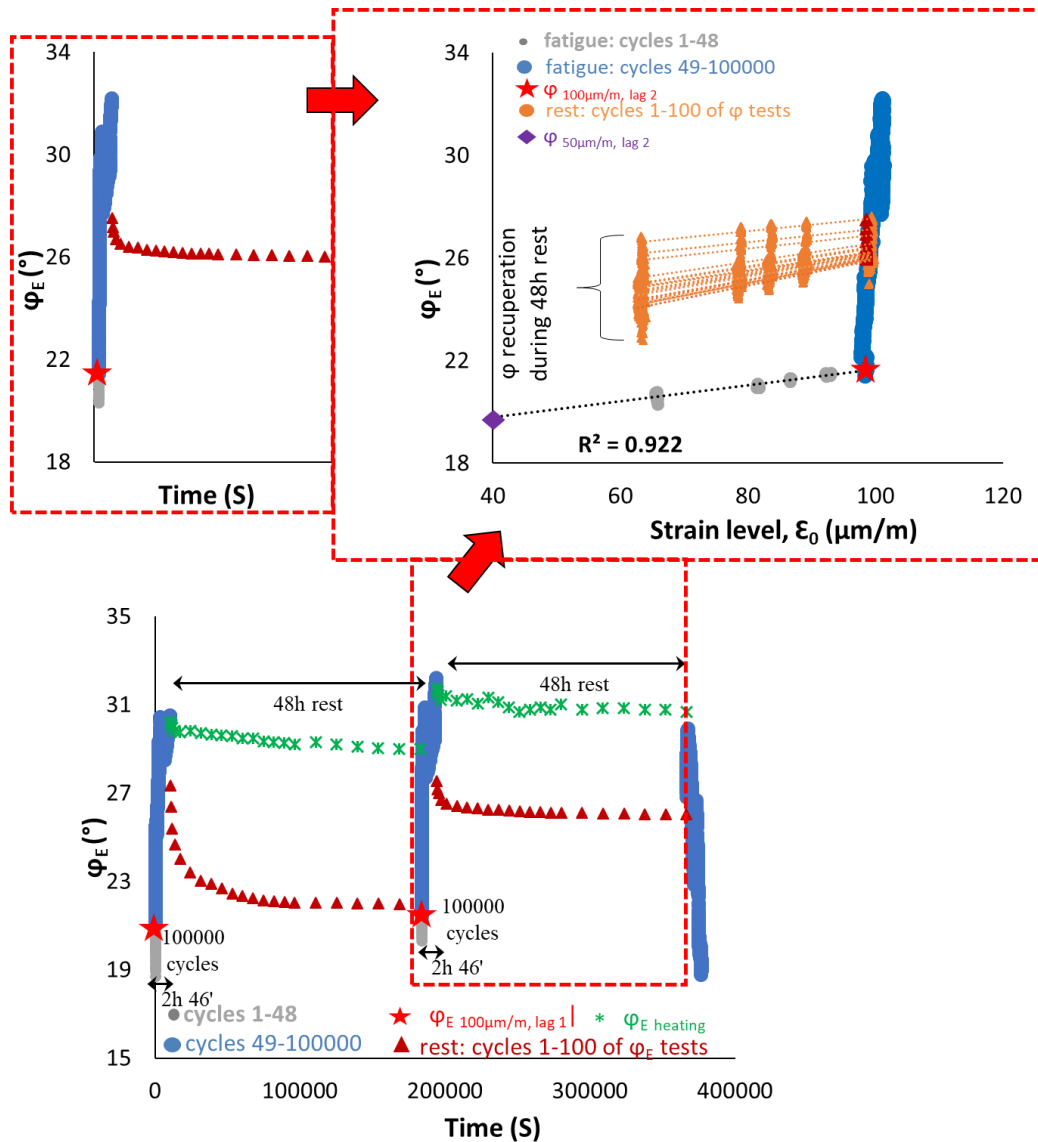 34
30
26
22
18
φE (°)
Time (S)
fatigue: cycles 1-48
fatigue: cycles 49-100000
φ 100µm/m, lag 2
rest: cycles 1-100 of φ tests
φ 50µm/m, lag 2
34
30
26
22
18
φE (°)
φ recuperation
during 48h rest
R² = 0.922
40
60
80
100
120
Strain level, Ɛ0 (µm/m)
35
31
27
23
19
15
φE (°)
48h rest
48h rest
100000
cycles
2h 46'
100000
cycles
2h 46'
cycles 1-48
φE 100µm/m, lag 1
φE heating
cycles 49-100000
rest: cycles 1-100 of φE tests
0
100000
200000
300000
400000
Time (S)